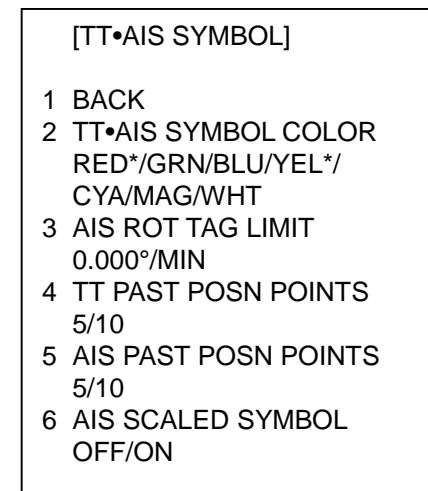 [TT•AIS SYMBOL]
1 BACK
2 TT•AIS SYMBOL COLOR
RED*/GRN/BLU/YEL*/
CYA/MAG/WHT
3 AIS ROT TAG LIMIT
0.000°/MIN
4 TT PAST POSN POINTS
5/10
5 AIS PAST POSN POINTS
5/10
6 AIS SCALED SYMBOL
OFF/ON